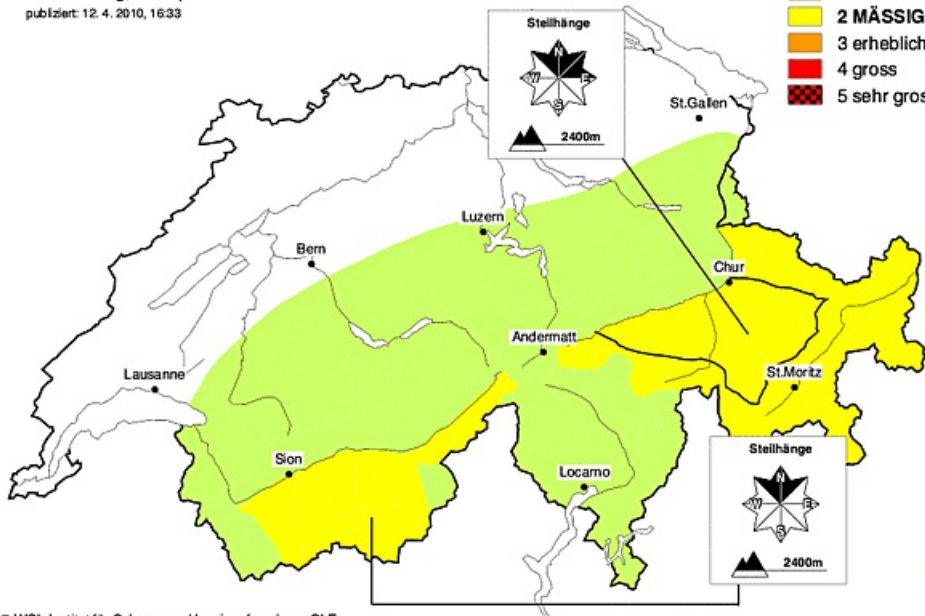 publiziert: 12. 4. 2010, 16:33
2 MÄSSIG
3 erheblich
4 gross
5 sehr gros
Steilhänge
N
W E
S
2400m
St.Gallen
Luzern
Bern
Chur
Andermatt
Lausanne
St.Moritz
Sion
Locarno
Steilhänge
N
W E
S
2400m